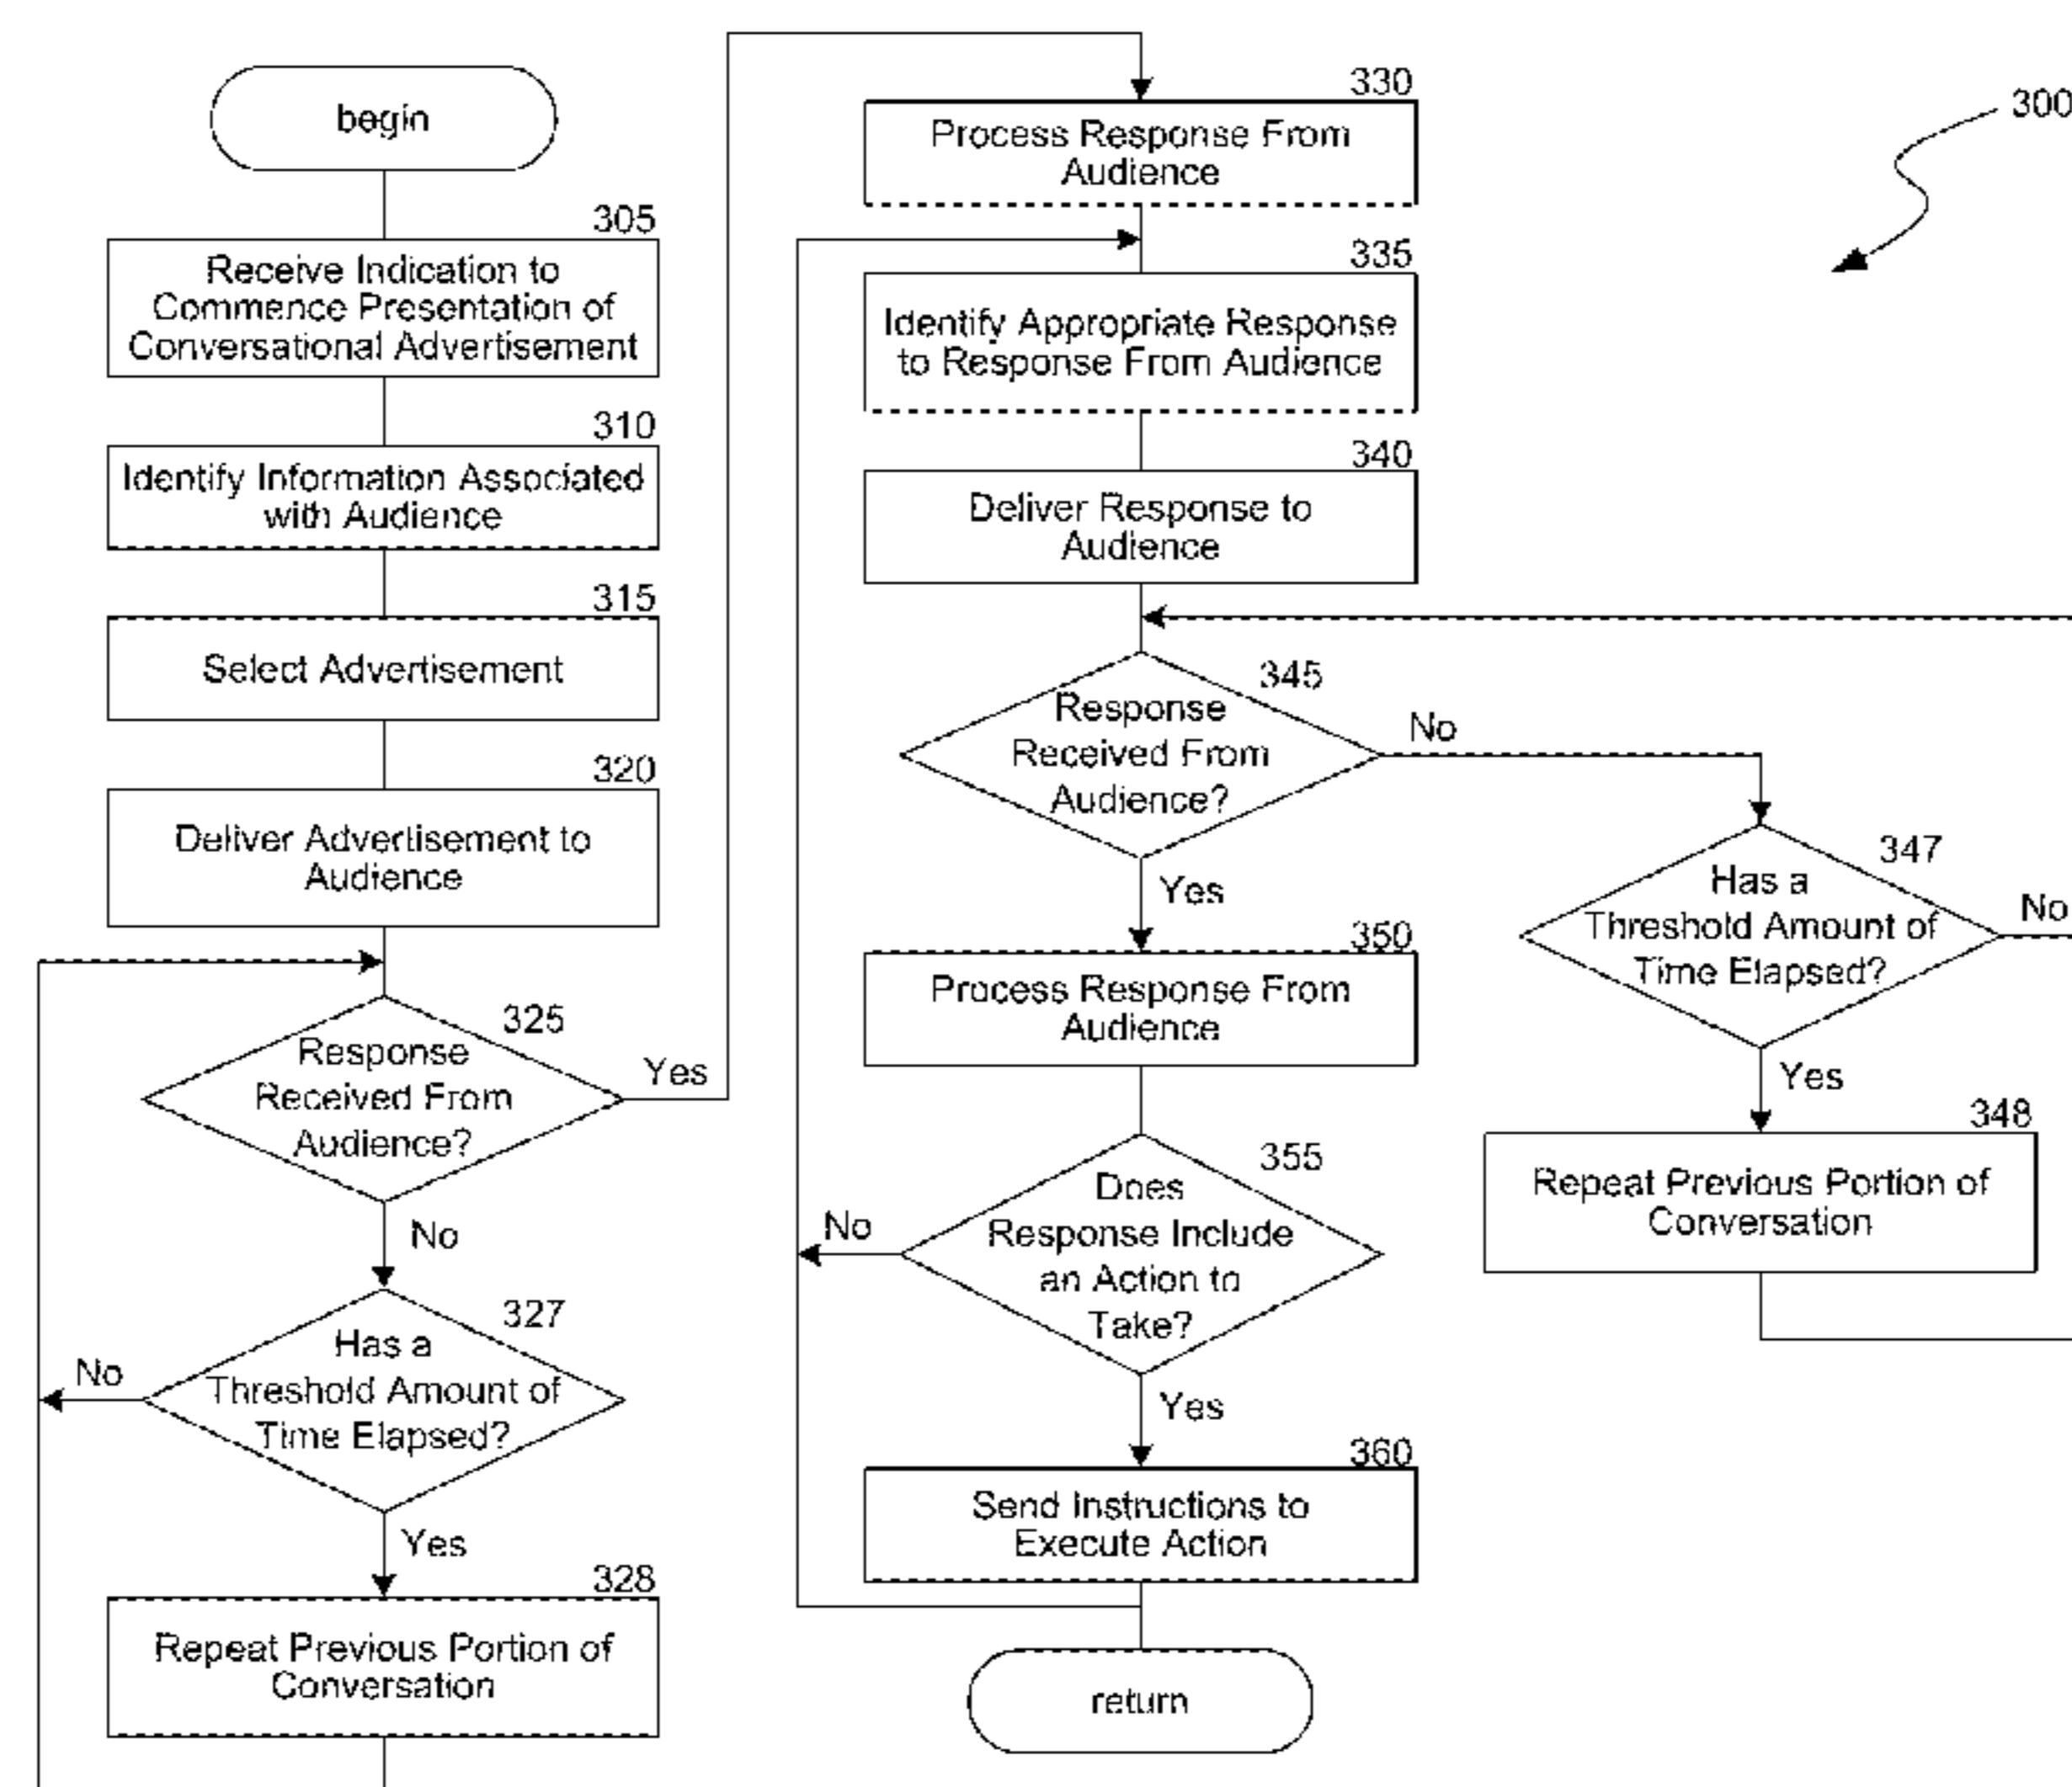 begin
305
Receive Indication to
Commence Presentation of
Conversational Advertisement
310
Identify Information Associated
with Audience
315
Select Advertisement
320
Deliver Advertisement to
Audience
325
Response
Received From
Audience?
Yes
No
327
Has a
Threshold Amount of
Time Elapsed?
No
Yes
328
Repeat Previous Portion of
Conversation
330
Process Response From
Audience
335
Identify Appropriate Response
to Response From Audience
340
Deliver Response to
Audience
345
Response
Received From
Audience?
No
Yes
350
Process Response From
Audience
355
Does
Response Include
an Action to
Take?
No
Yes
360
Send Instructions to
Execute Action
return
300
347
Has a
Threshold Amount of
Time Elapsed?
No
Yes
348
Repeat Previous Portion of
Conversation